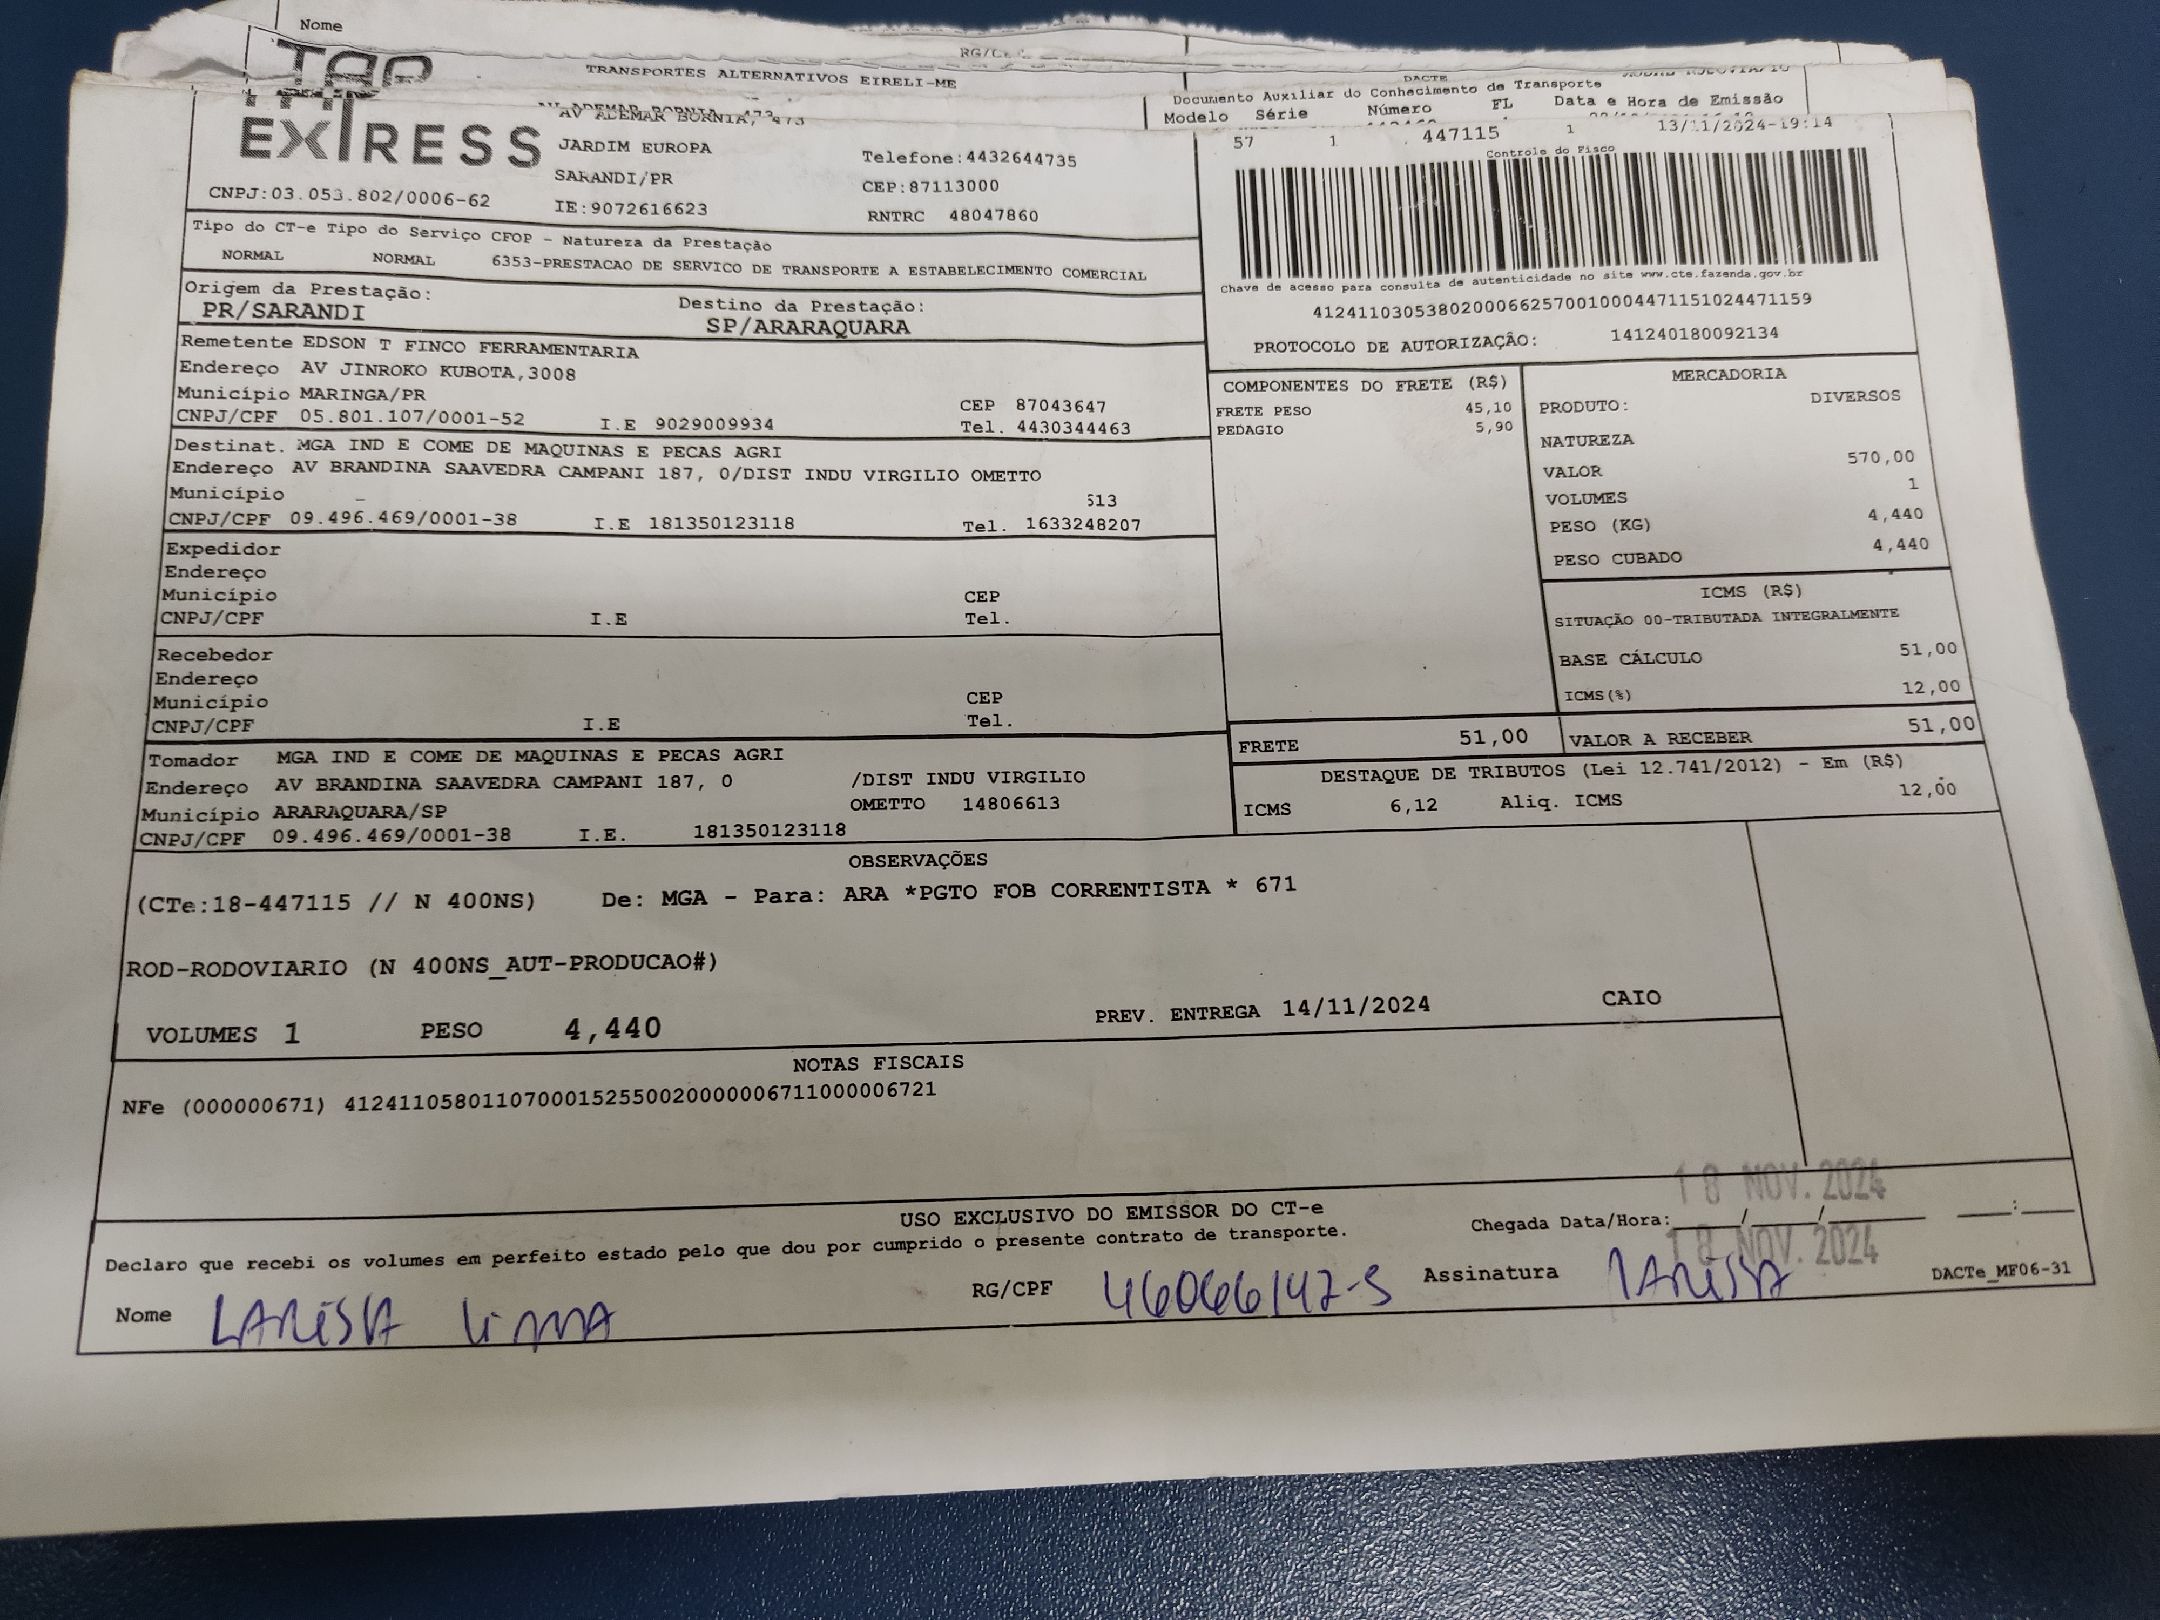 Nome
RG/C
TAP
EXPRESS
TRANSPORTES ALTERNATIVOS EIRELI-ME
AV ADEMAR BORNIA, 473
JARDIM EUROPA
SARANDI/PR
IE:9072616623
Telefone:4432644735
CEP:87113000
RNTRC 48047860
CNPJ:03.053.802/0006-62
DACTE
Documento Auxiliar do Conhecimento de Transporte
Modelo Série Número FL Data e Hora de Emissão
57 1 447115 1 13/11/2024-19:14
Controle do Fisco
Chave de acesso para consulta de autenticidade no site www.cte.fazenda.gov.br
41241103053802000662570010004471151024471159
PROTOCOLO DE AUTORIZAÇÃO: 141240180092134
Tipo do CT-e Tipo do Serviço CFOP - Natureza da Prestação
NORMAL NORMAL 6353-PRESTACAO DE SERVICO DE TRANSPORTE A ESTABELECIMENTO COMERCIAL
Origem da Prestação: Destino da Prestação:
PR/SARANDI SP/ARARAQUARA
Remetente EDSON T FINCO FERRAMENTARIA
Endereço AV JINROKO KUBOTA,3008
Município MARINGA/PR CEP 87043647
CNPJ/CPF 05.801.107/0001-52 I.E 9029009934 Tel. 4430344463
Destinat. MGA IND E COME DE MAQUINAS E PECAS AGRI
Endereço AV BRANDINA SAAVEDRA CAMPANI 187, 0/DIST INDU VIRGILIO OMETTO
Município 613
CNPJ/CPF 09.496.469/0001-38 I.E 181350123118 Tel. 1633248207
Expedidor
Endereço
Município CEP
CNPJ/CPF I.E Tel.
Recebedor
Endereço
Município CEP
CNPJ/CPF I.E Tel.
Tomador MGA IND E COME DE MAQUINAS E PECAS AGRI
Endereço AV BRANDINA SAAVEDRA CAMPANI 187, 0 /DIST INDU VIRGILIO
Município ARARAQUARA/SP OMETTO 14806613
CNPJ/CPF 09.496.469/0001-38 I.E. 181350123118
COMPONENTES DO FRETE (R$)
FRETE PESO 45,10
PEDAGIO 5,90
MERCADORIA
PRODUTO: DIVERSOS
NATUREZA
VALOR 570,00
VOLUMES 1
PESO (KG) 4,440
PESO CUBADO 4,440
ICMS (R$)
SITUAÇÃO 00-TRIBUTADA INTEGRALMENTE
BASE CÁLCULO 51,00
ICMS(%) 12,00
FRETE 51,00 VALOR A RECEBER 51,00
DESTAQUE DE TRIBUTOS (Lei 12.741/2012) - Em (R$)
ICMS 6,12 Aliq. ICMS 12,00
OBSERVAÇÕES
(CTe:18-447115 // N 400NS) De: MGA - Para: ARA *PGTO FOB CORRENTISTA * 671
ROD-RODOVIARIO (N 400NS_AUT-PRODUCAO#)
VOLUMES 1 PESO 4,440 PREV. ENTREGA 14/11/2024 CAIO
NOTAS FISCAIS
NFe (000000671) 41241105801107000152550020000006711000006721
18 NOV. 2024
USO EXCLUSIVO DO EMISSOR DO CT-e
Chegada Data/Hora:____/____/______ ___:___
Declaro que recebi os volumes em perfeito estado pelo que dou por cumprido o presente contrato de transporte.
18 NOV. 2024
Nome LARISSA LIMA RG/CPF 46066142-5 Assinatura LARISSA
DACTe_MF06-31